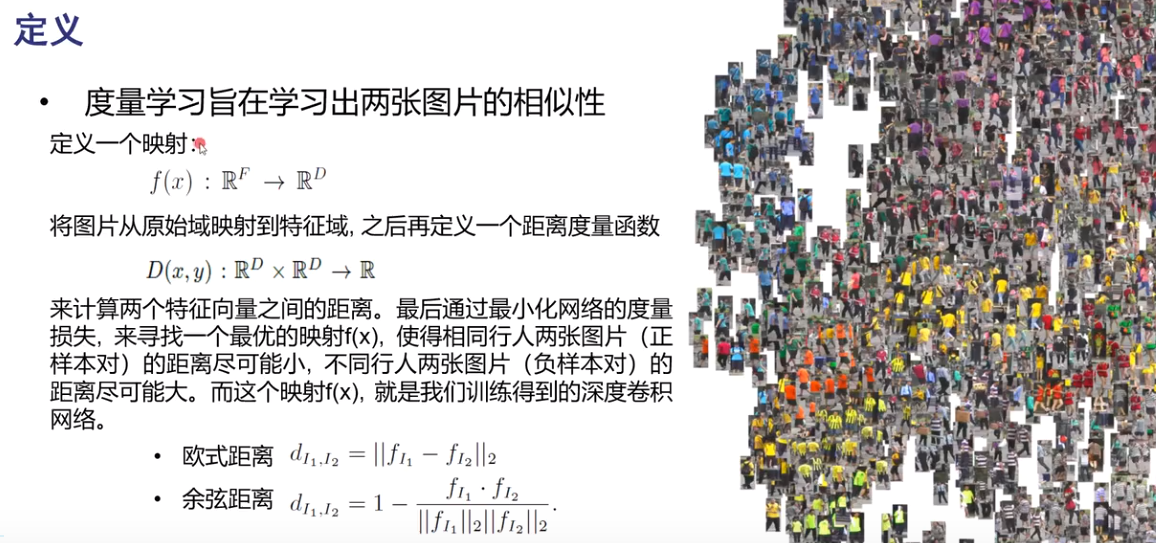 定义
• 度量学习旨在学习出两张图片的相似性
定义一个映射:
f(x) : ℝ^F → ℝ^D
将图片从原始域映射到特征域, 之后再定义一个距离度量函数
D(x,y) : ℝ^D × ℝ^D → ℝ
来计算两个特征向量之间的距离。最后通过最小化网络的度量
损失, 来寻找一个最优的映射f(x), 使得相同行人两张图片（正
样本对）的距离尽可能小, 不同行人两张图片（负样本对）的
距离尽可能大。而这个映射f(x), 就是我们训练得到的深度卷积
网络。
• 欧式距离 d_{I_1,I_2} = ||f_{I_1} − f_{I_2}||_2
• 余弦距离 d_{I_1,I_2} = 1 − \frac{f_{I_1} · f_{I_2}}{||f_{I_1}||_2||f_{I_2}||_2}.